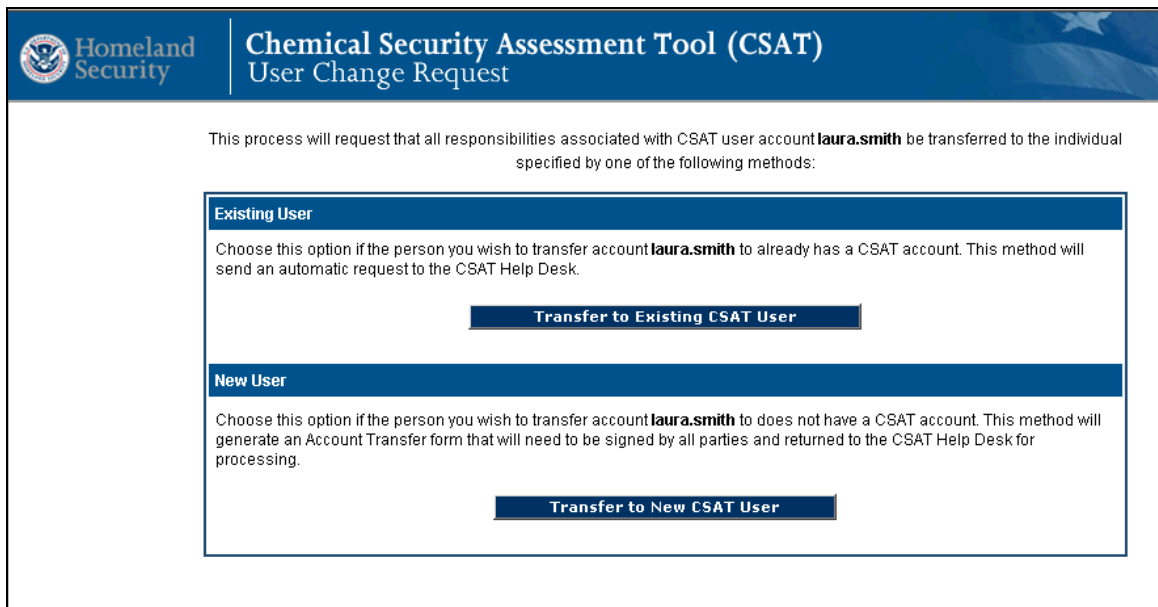 Homeland
Security
Chemical Security Assessment Tool (CSAT)
User Change Request
This process will request that all responsibilities associated with CSAT user account laura.smith be transferred to the individual
specified by one of the following methods:
Existing User
Choose this option if the person you wish to transfer account laura.smith to already has a CSAT account. This method will
send an automatic request to the CSAT Help Desk.
Transfer to Existing CSAT User
New User
Choose this option if the person you wish to transfer account laura.smith to does not have a CSAT account. This method will
generate an Account Transfer form that will need to be signed by all parties and returned to the CSAT Help Desk for
processing.
Transfer to New CSAT User